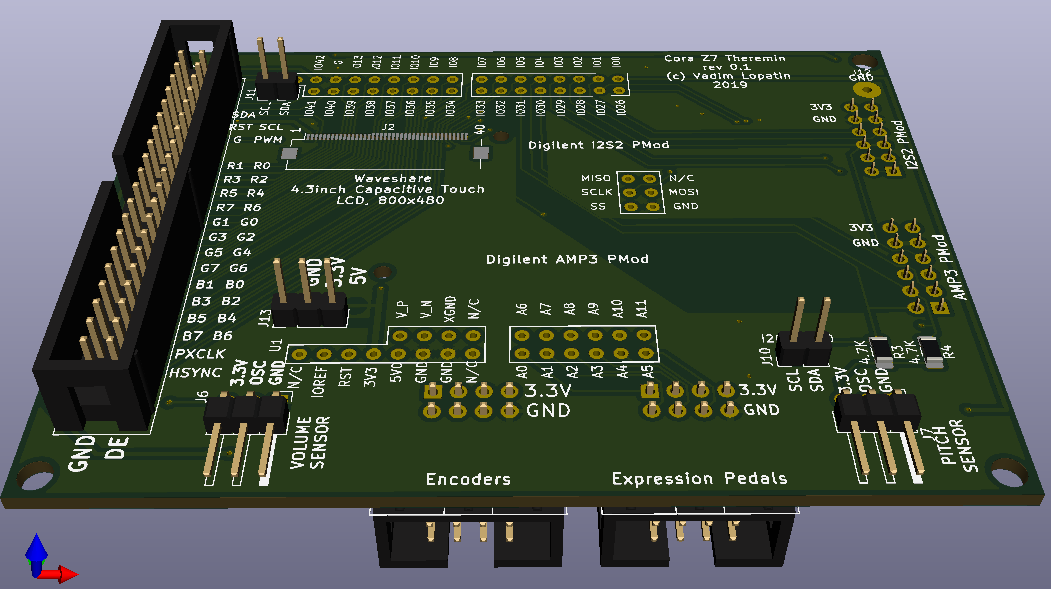 Cora Z7 Theremin
rev 0.1
(c) Vadim Lopatin
2019
IO42 IO13 IO12 IO11 IO10 IO9 IO8
IO7 IO6 IO5 IO4 IO3 IO2 IO1 IO0
IO41 IO40 IO39 IO38 IO37 IO36 IO35 IO34
IO33 IO32 IO31 IO30 IO29 IO28 IO27 IO26
GND
3V3
GND
I2S2 PMod
SDA
RST SCL
G PWM
R1 R0
R3 R2
R5 R4
R7 R6
G1 G0
G3 G2
G5 G4
G7 G6
B1 B0
B3 B2
B5 B4
B7 B6
PXCLK
HSYNC
GND
DE
1 J2 40
Waveshare
4.3inch Capacitive Touch
LCD, 800x480
Digilent I2S2 PMod
MISO N/C
SCLK MOSI
SS GND
3V3
GND
AMP3 PMod
Digilent AMP3 PMod
GND
3.3V
5V
J13
U1
V_P V_N XGND N/C
N/C IOREF RST 3V3 5V0 GND GND N/C
A6 A7 A8 A9 A10 A11
A0 A1 A2 A3 A4 A5
3.3V
GND
3.3V
GND
J6
3.3V
OSC
GND
VOLUME
SENSOR
J10
SCL
SDA
4.7K
R3
4.7K
R4
3.3V
OSC
GND
J7
PITCH
SENSOR
Encoders
Expression Pedals